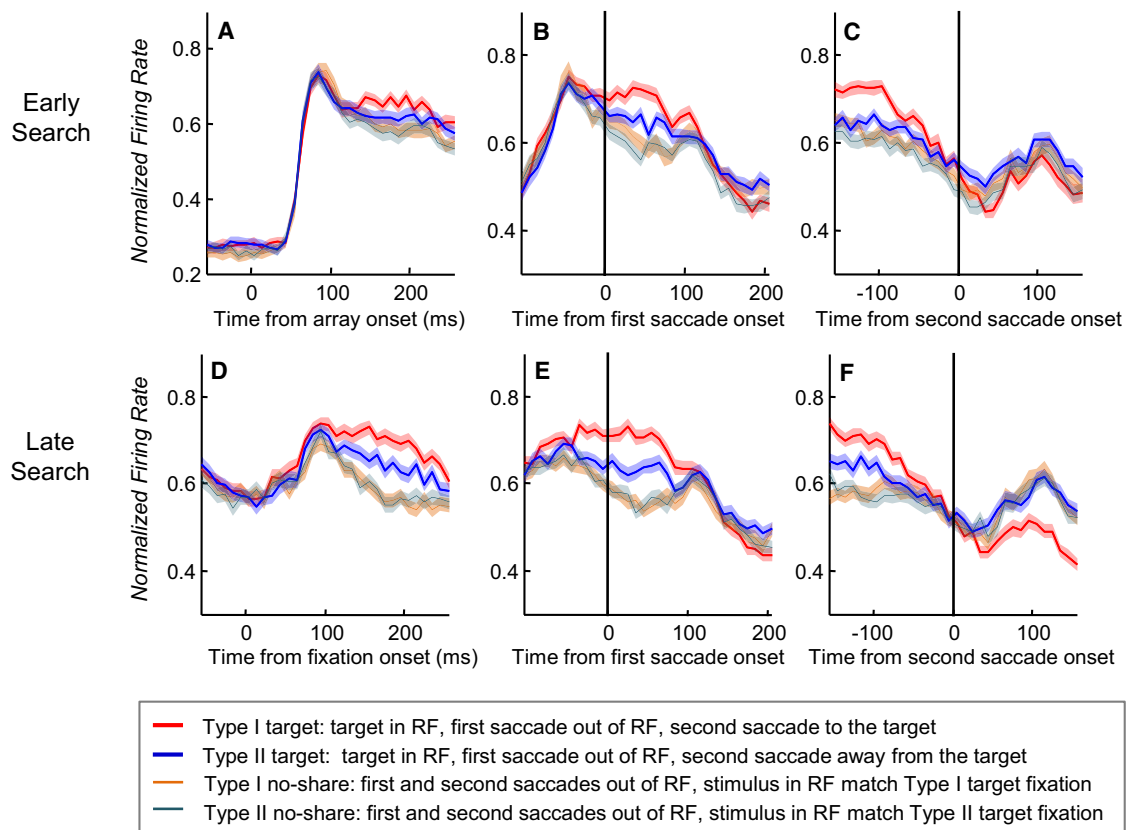 Early
Search
Normalized Firing Rate
A
0.8
0.6
0.4
0.2
0 100 200
Time from array onset (ms)
B
0.8
0.6
0.4
0 100 200
Time from first saccade onset
C
0.8
0.6
0.4
-100 0 100
Time from second saccade onset
Late
Search
Normalized Firing Rate
D
0.8
0.6
0.4
0 100 200
Time from fixation onset (ms)
E
0.8
0.6
0.4
0 100 200
Time from first saccade onset
F
0.8
0.6
0.4
-100 0 100
Time from second saccade onset
Type I target: target in RF, first saccade out of RF, second saccade to the target
Type II target: target in RF, first saccade out of RF, second saccade away from the target
Type I no-share: first and second saccades out of RF, stimulus in RF match Type I target fixation
Type II no-share: first and second saccades out of RF, stimulus in RF match Type II target fixation